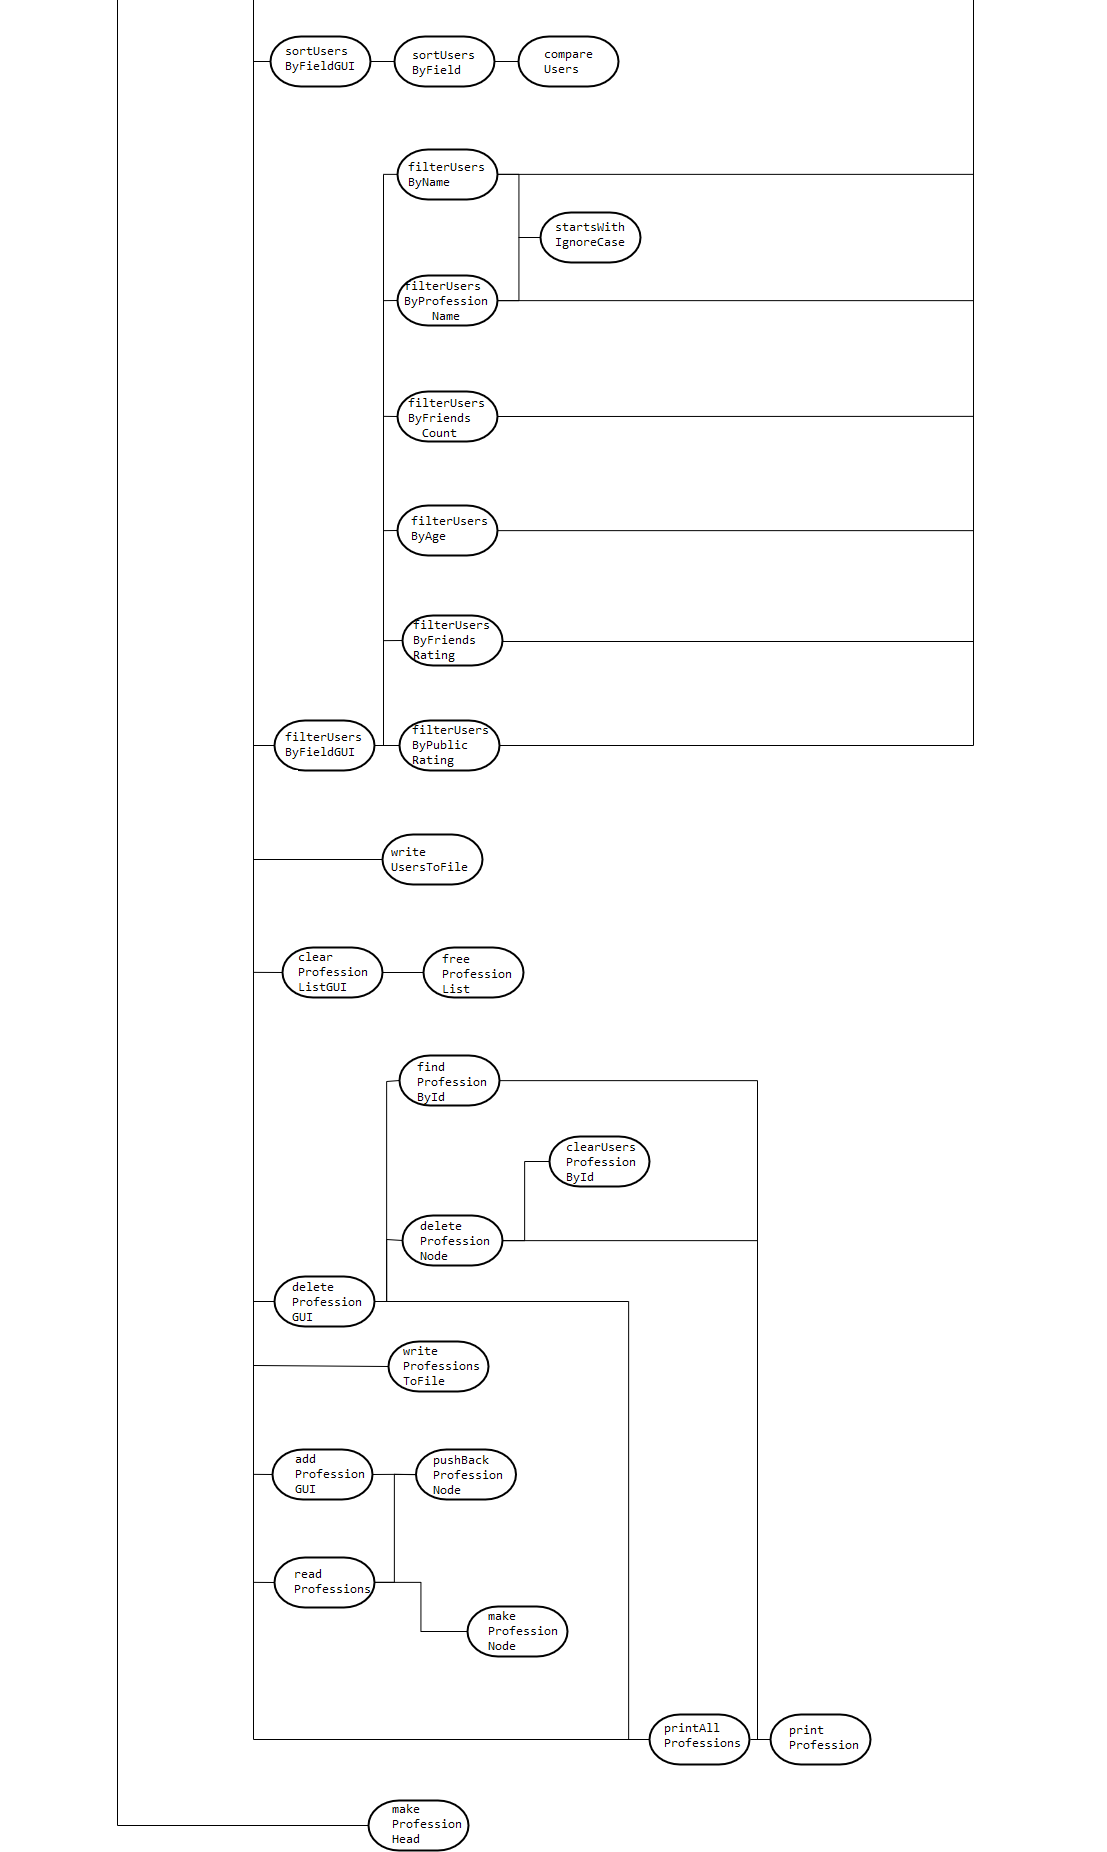 sortUsers
ByFieldGUI
sortUsers
ByField
compare
Users
filterUsers
ByName
startsWith
IgnoreCase
filterUsers
ByProfession
Name
filterUsers
ByFriends
Count
filterUsers
ByAge
filterUsers
ByFriends
Rating
filterUsers
ByFieldGUI
filterUsers
ByPublic
Rating
write
UsersToFile
clear
Profession
ListGUI
free
Profession
List
find
Profession
ById
clearUsers
Profession
ById
delete
Profession
Node
delete
Profession
GUI
write
Professions
ToFile
add
Profession
GUI
pushBack
Profession
Node
read
Professions
make
Profession
Node
printAll
Professions
print
Profession
make
Profession
Head